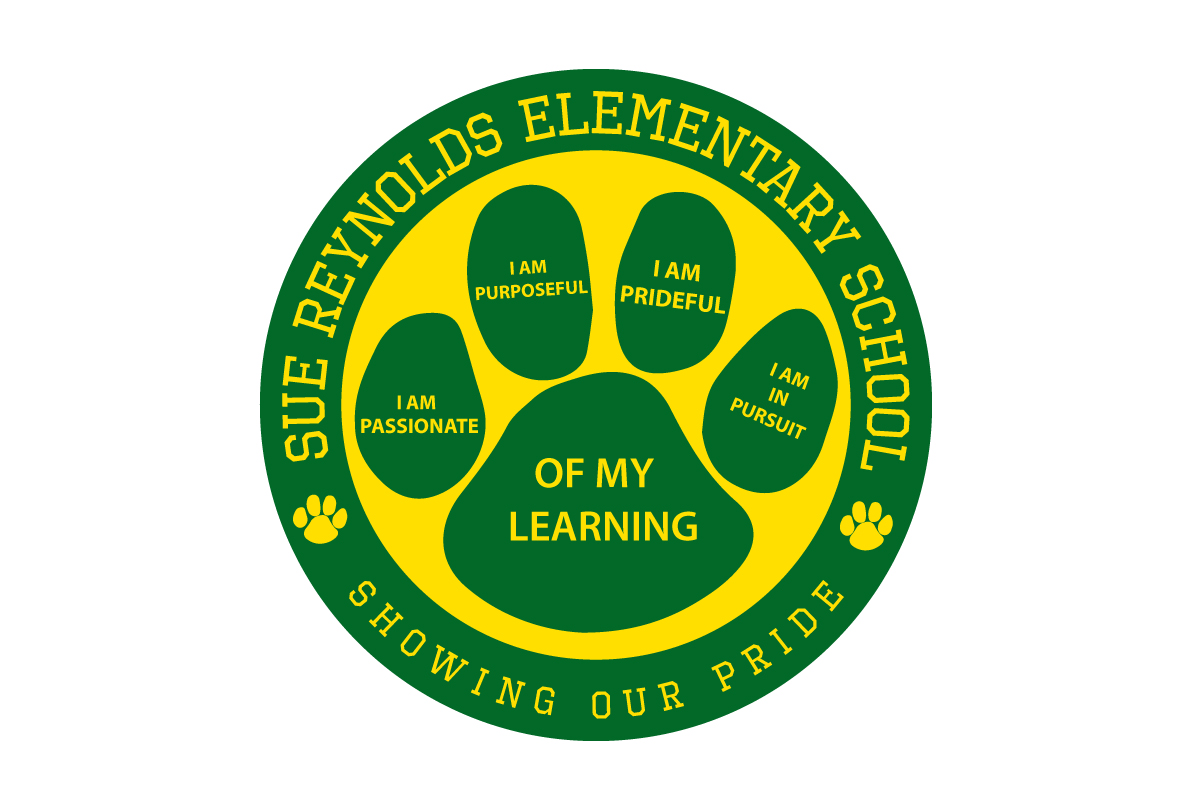 SUE REYNOLDS ELEMENTARY SCHOOL
I AM
PASSIONATE
I AM
PURPOSEFUL
I AM
PRIDEFUL
I AM
IN
PURSUIT
OF MY
LEARNING
SHOWING OUR PRIDE